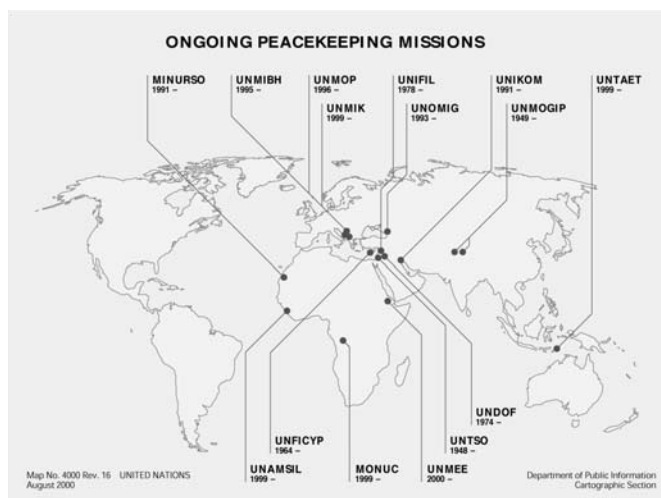 ONGOING PEACEKEEPING MISSIONS
MINURSO
1991 –
UNMIBH
1995 –
UNMOP
1996 –
UNIFIL
1978 –
UNIKOM
1991 –
UNTAET
1999 –
UNMIK
1999 –
UNOMIG
1993 –
UNMOGIP
1949 –
UNDOF
1974 –
UNFICYP
1964 –
UNTSO
1948 –
UNAMSIL
1999 –
MONUC
1999 –
UNMEE
2000 –
Map No. 4000 Rev. 16 UNITED NATIONS
August 2000
Department of Public Information
Cartographic Section